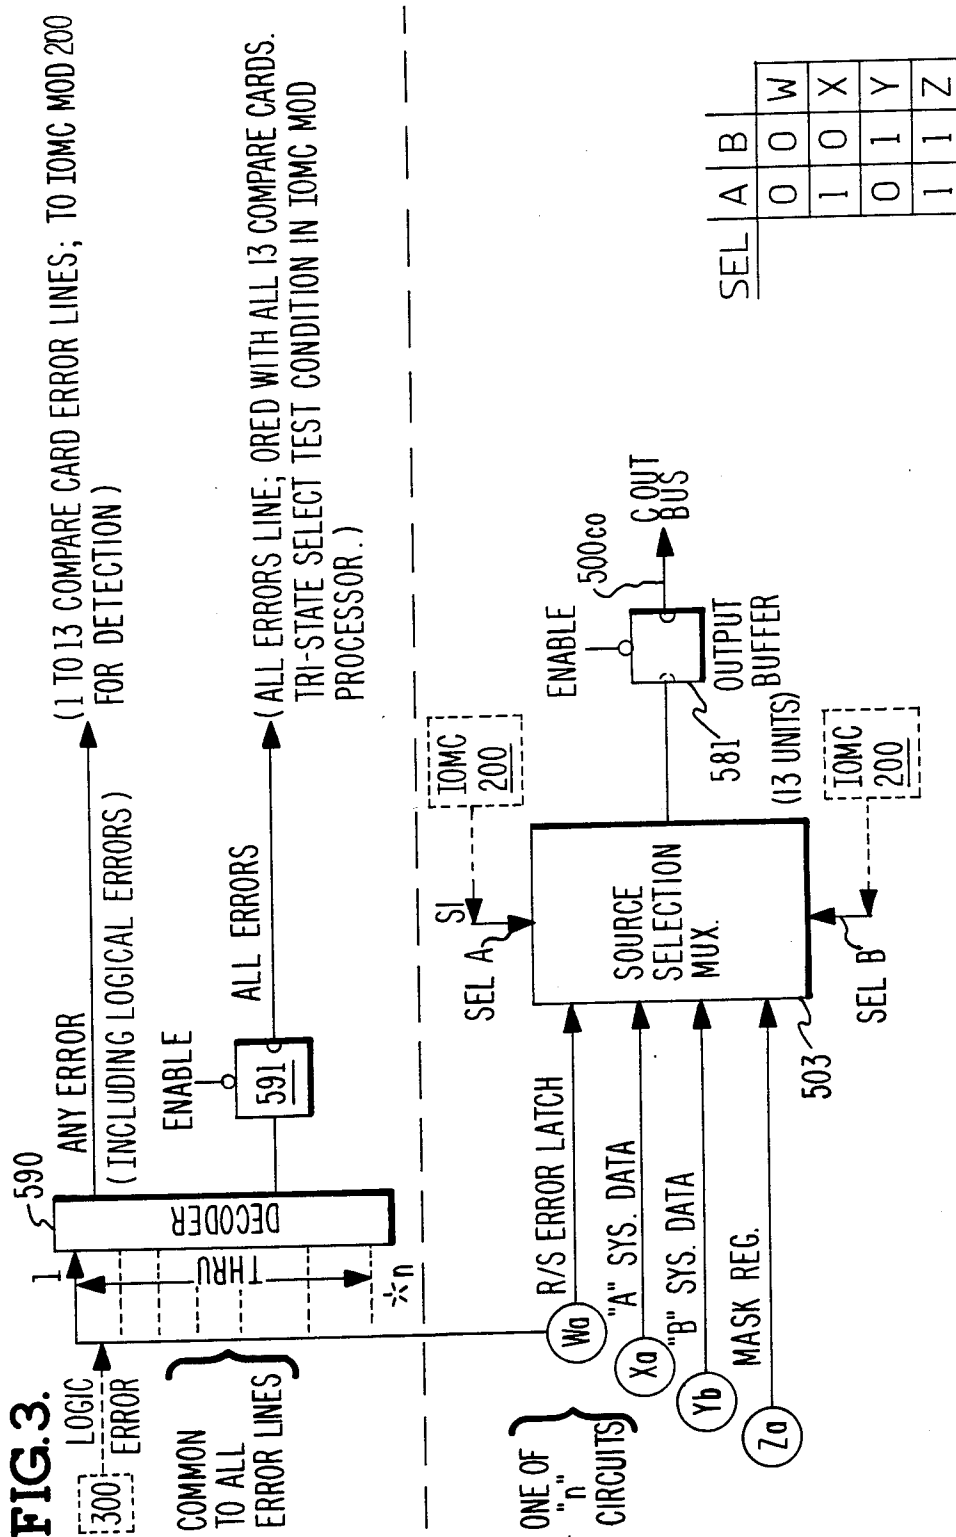 FIG.3.
300
LOGIC
ERROR
COMMON
TO ALL
ERROR LINES
1
THRU
*n
590
DECODER
ANY ERROR
(INCLUDING LOGICAL ERRORS)
ENABLE
591
ALL ERRORS
(1 TO 13 COMPARE CARD ERROR LINES; TO IOMC MOD 200
FOR DETECTION)
(ALL ERRORS LINE; ORED WITH ALL 13 COMPARE CARDS.
TRI-STATE SELECT TEST CONDITION IN IOMC MOD
PROCESSOR.)
ONE OF
"n"
CIRCUITS
Wa
R/S ERROR LATCH
Xa
"A" SYS. DATA
Yb
"B" SYS. DATA
Za
MASK REG.
503
SOURCE
SELECTION
MUX.
SEL A
S1
IOMC
200
SEL B
IOMC
200
(13 UNITS)
581
OUTPUT
BUFFER
ENABLE
500co
C OUT
BUS
SEL A B
0 0 W
1 0 X
0 1 Y
1 1 Z